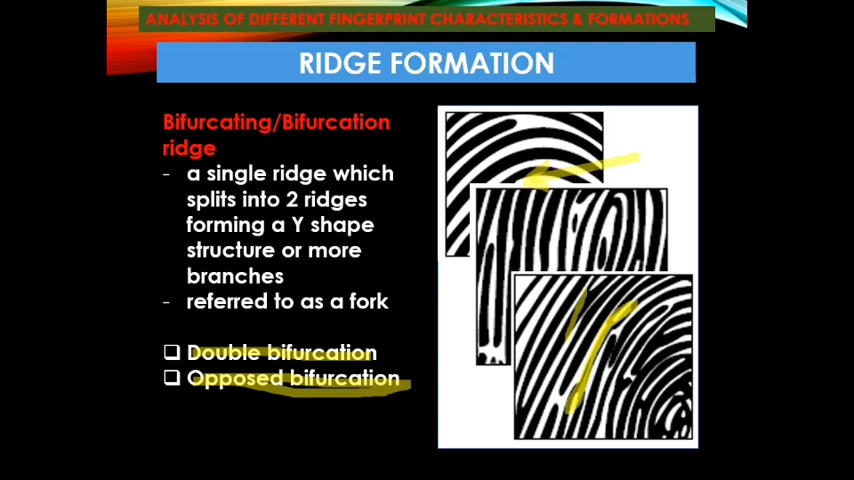 ANALYSIS OF DIFFERENT FINGERPRINT CHARACTERISTICS & FORMATIONS
RIDGE FORMATION
Bifurcating/Bifurcation
ridge
- a single ridge which
splits into 2 ridges
forming a Y shape
structure or more
branches
- referred to as a fork
❑ Double bifurcation
❑ Opposed bifurcation